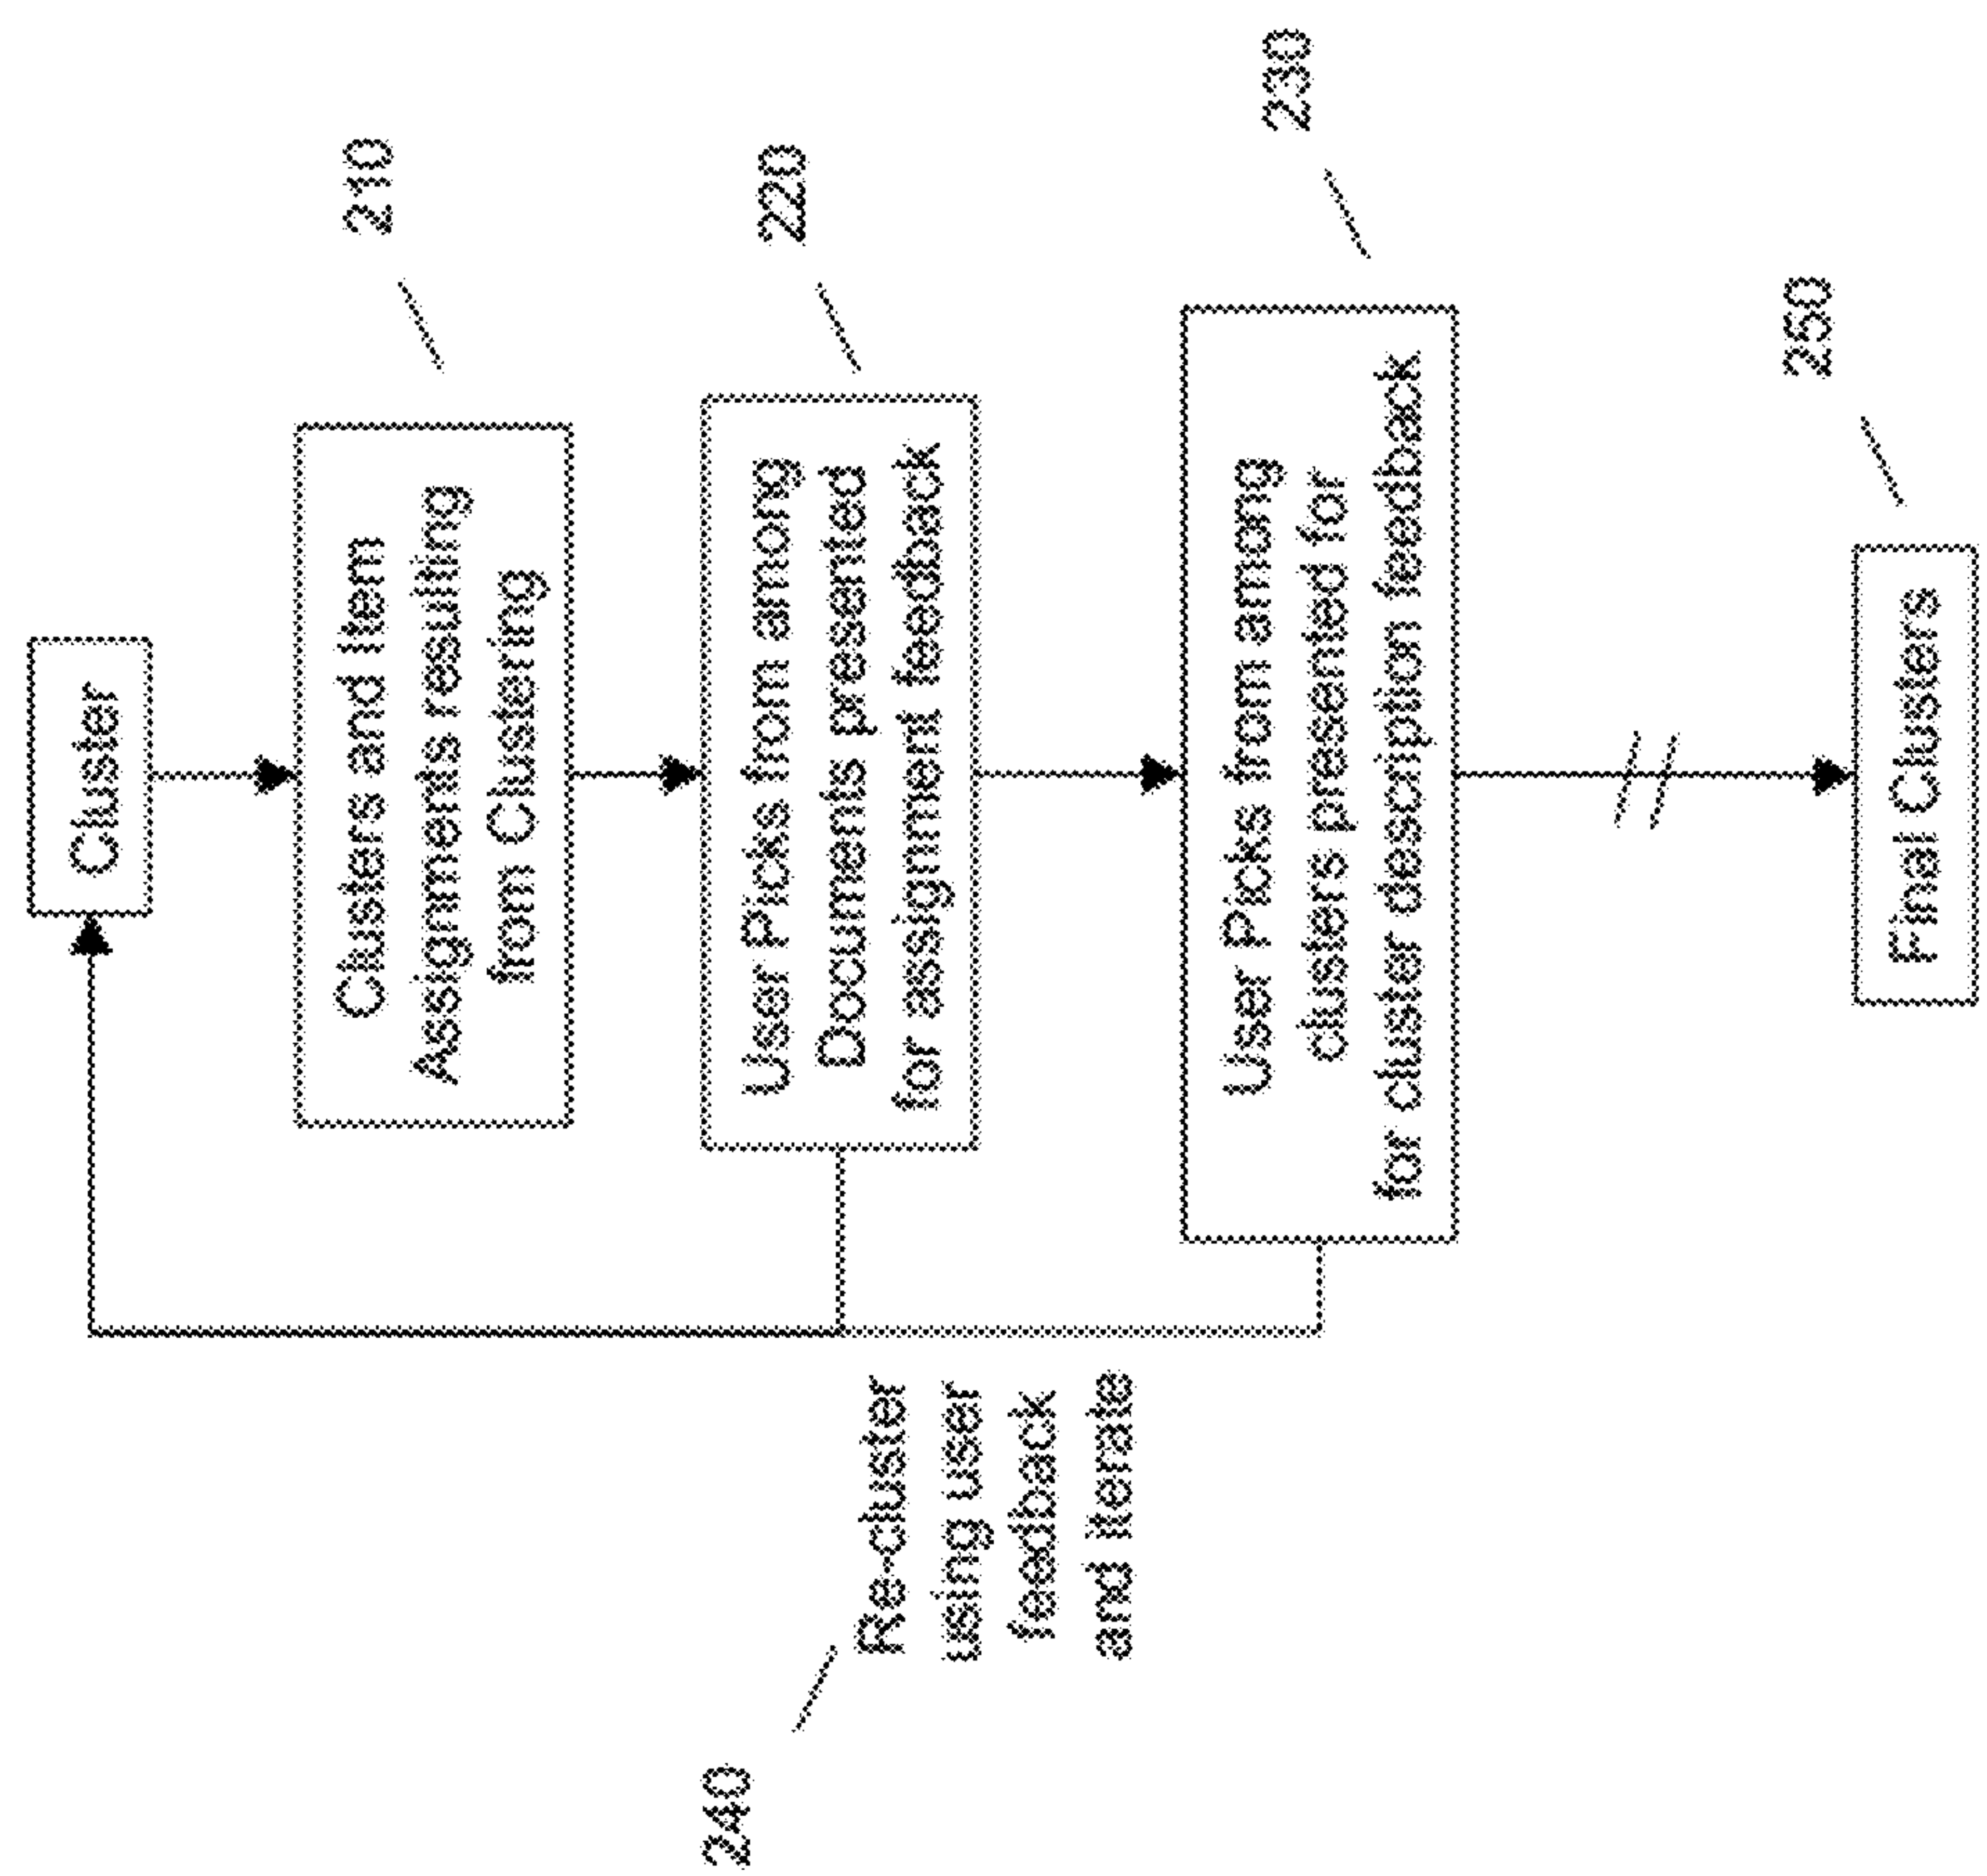 Cluster
210
Clusters and Item
Assignments resulting
from Clustering
220
User Picks from among
Documents presented
for assignment feedback
230
User Picks from among
clusters presented for
for cluster description feedback
240
Re-cluster
using user
feedback
and iterate
250
Final Clusters